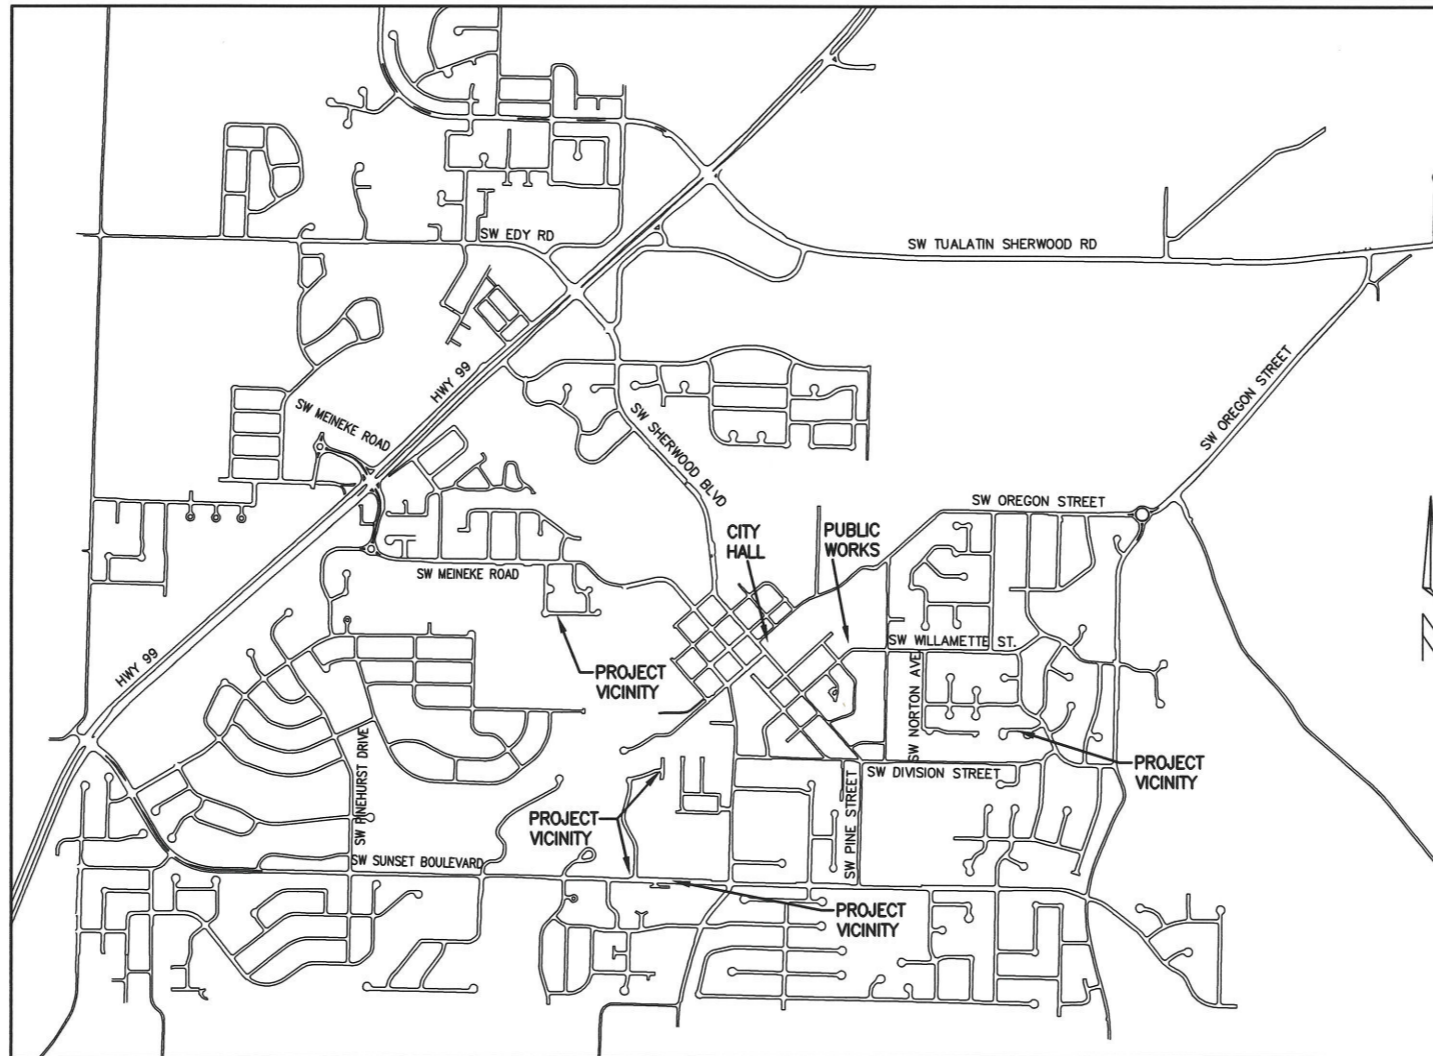 SW EDY RD
SW TUALATIN SHERWOOD RD
HWY 99
SW OREGON STREET
SW MEINEKE ROAD
SW SHERWOOD BLVD
SW OREGON STREET
CITY
HALL
PUBLIC
WORKS
SW MEINEKE ROAD
SW WILLAMETTE ST.
PROJECT
VICINITY
HWY 99
SW NORTON AVE
SW PINEHURST DRIVE
SW DIVISION STREET
PROJECT
VICINITY
PROJECT
VICINITY
SW PINE STREET
SW SUNSET BOULEVARD
PROJECT
VICINITY